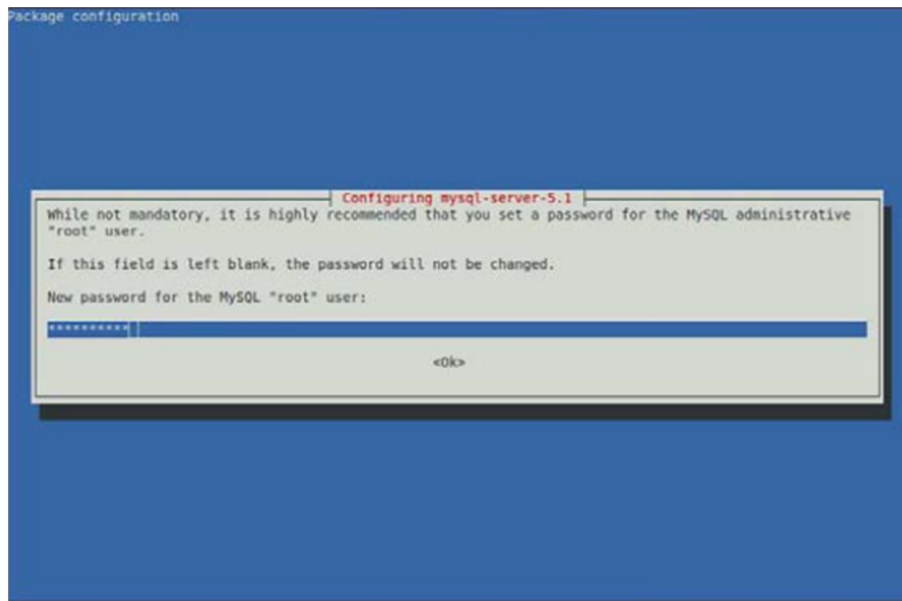 Package configuration
Configuring mysql-server-5.1
While not mandatory, it is highly recommended that you set a password for the MySQL administrative
"root" user.
If this field is left blank, the password will not be changed.
New password for the MySQL "root" user:
**********
<Ok>